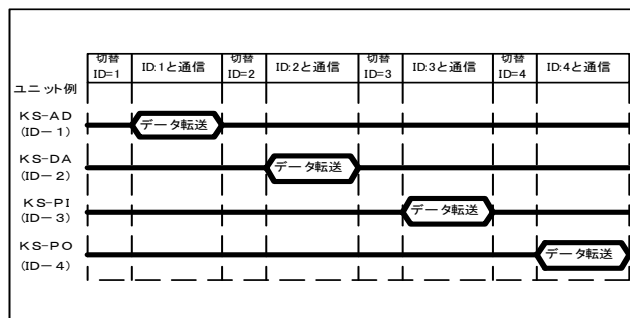 切替 ID:1と通信 切替 ID:2と通信 切替 ID:3と通信 切替 ID:4と通信
ID=1 ID=2 ID=3 ID=4
ユニット例
KS-AD データ転送
(ID-1)
KS-DA データ転送
(ID-2)
KS-PI データ転送
(ID-3)
KS-PO データ転送
(ID-4)